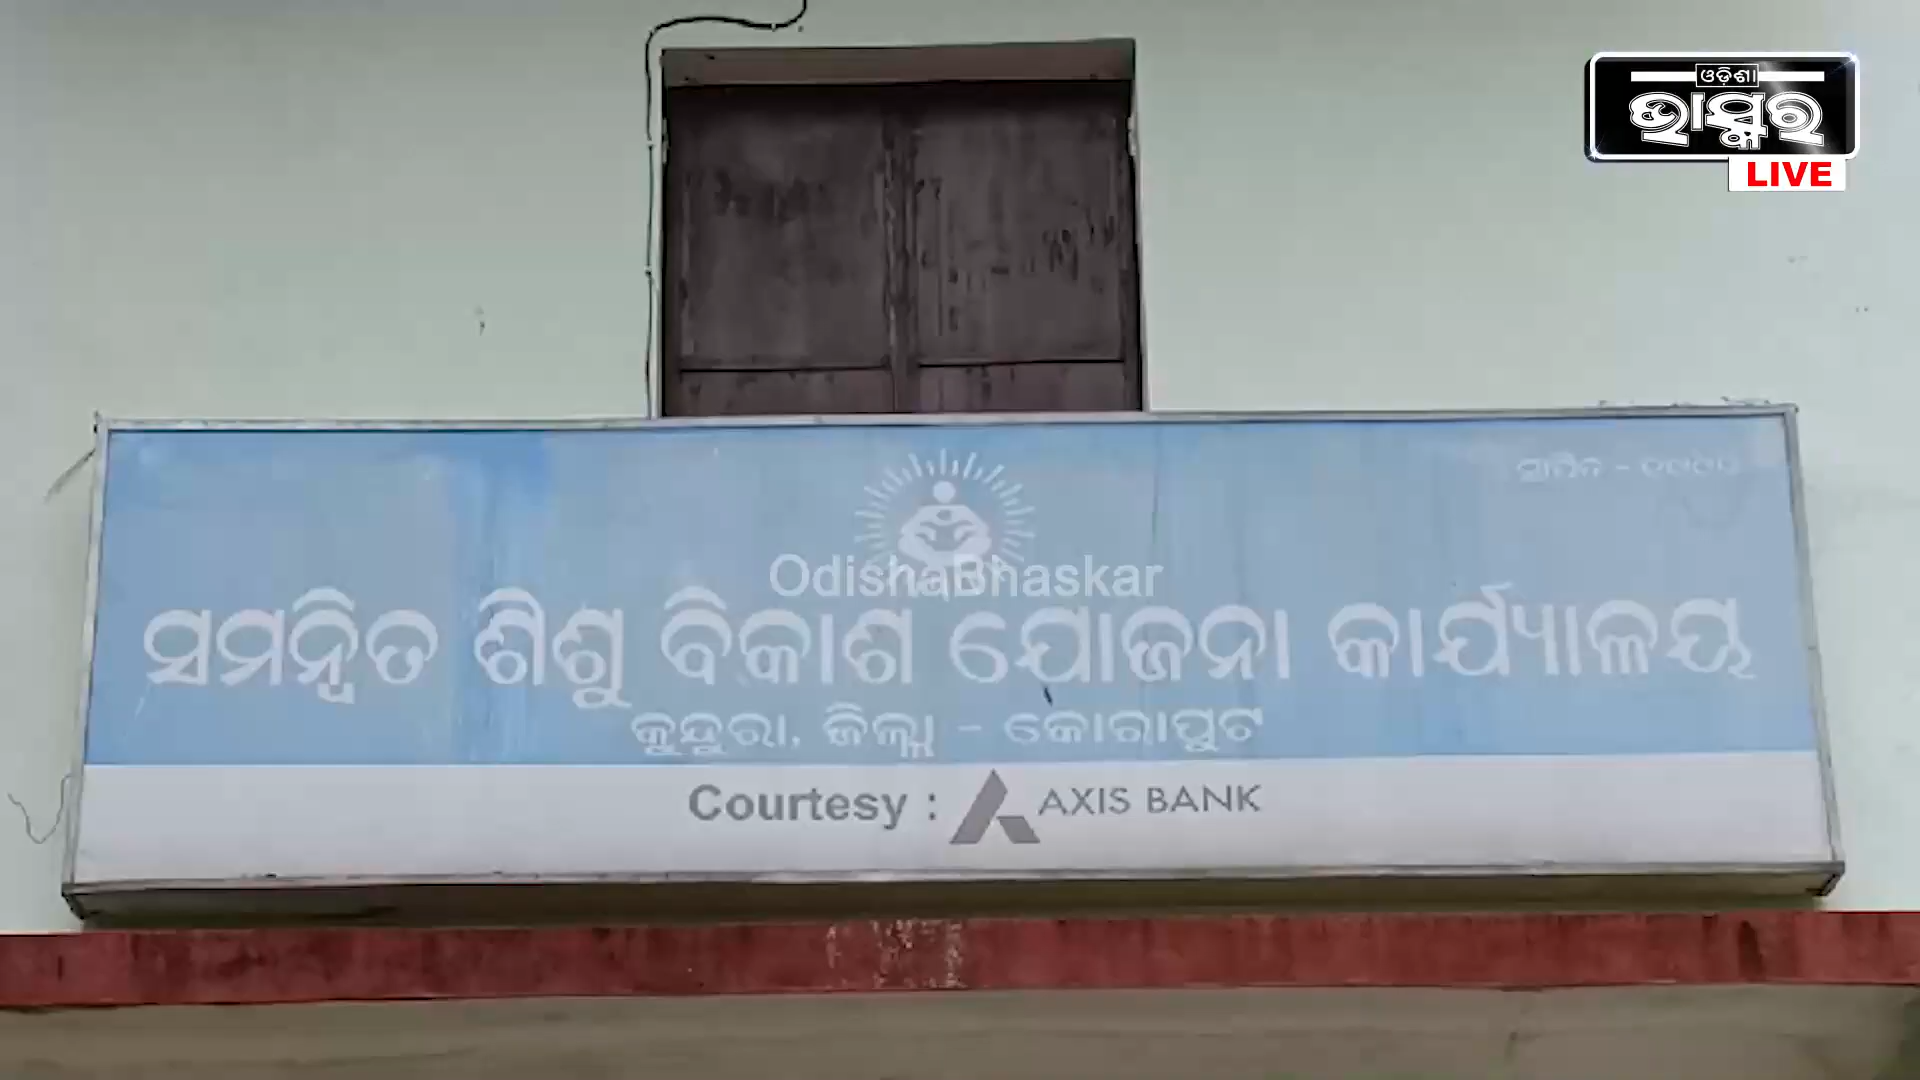 ଓଡ଼ିଶା
ଭାସ୍କର
LIVE
ସ୍ଥାପିତ -
OdishaBhaskar
ସମନ୍ୱିତ ଶିଶୁ ବିକାଶ ଯୋଜନା କାର୍ଯ୍ୟାଳୟ
କୁନ୍ଦୁରା, ଜିଲ୍ଲା - କୋରାପୁଟ
Courtesy : AXIS BANK